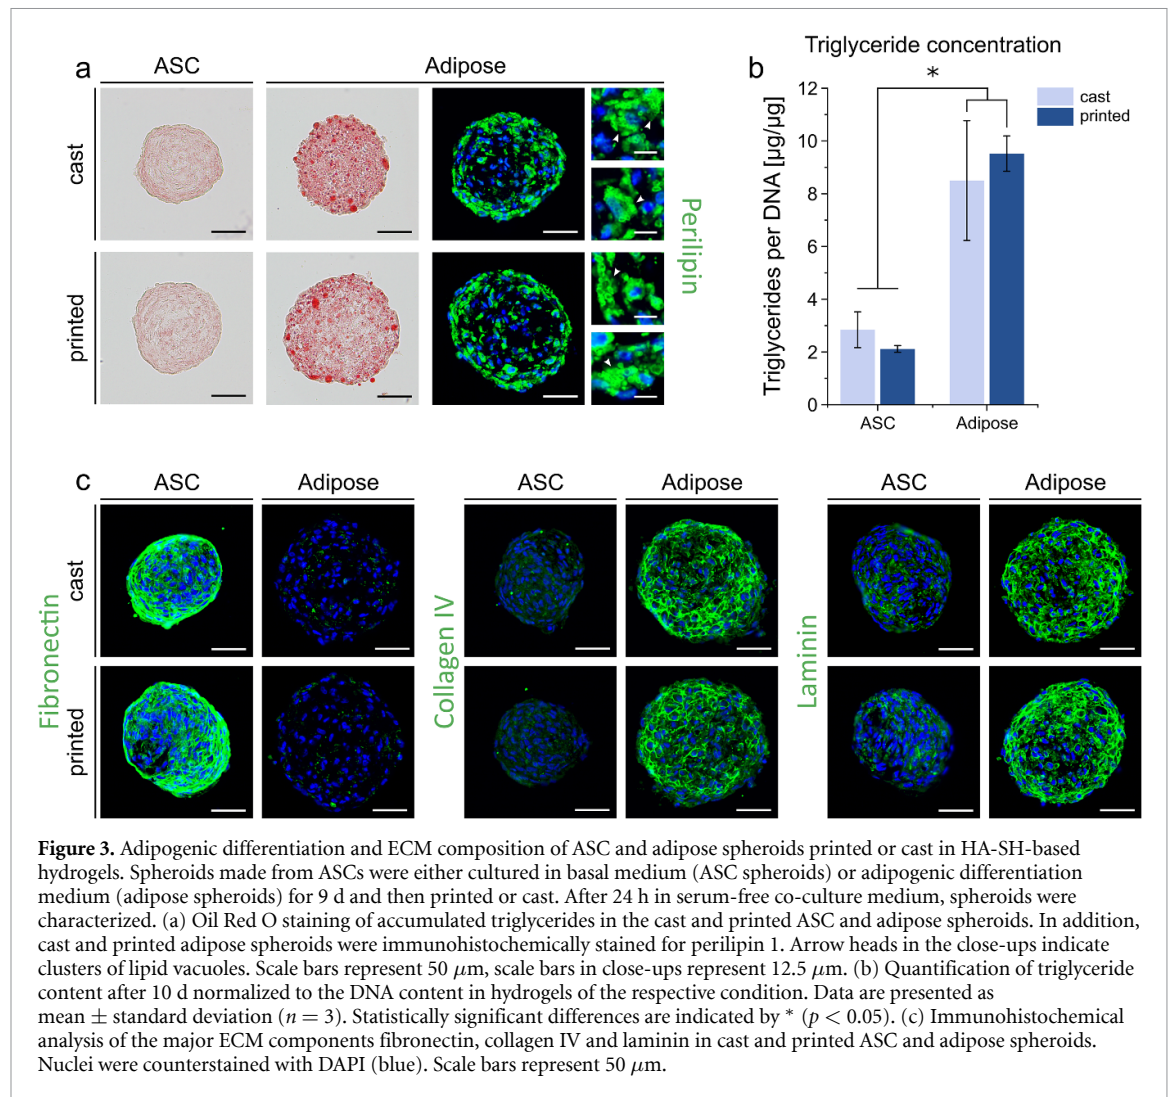 a
ASC
Adipose
cast
printed
Perilipin
b
Triglyceride concentration
*
cast
printed
Triglycerides per DNA [µg/µg]
12
10
8
6
4
2
0
ASC
Adipose
c
ASC
Adipose
ASC
Adipose
ASC
Adipose
cast
printed
Fibronectin
Collagen IV
Laminin
Figure 3. Adipogenic differentiation and ECM composition of ASC and adipose spheroids printed or cast in HA-SH-based
hydrogels. Spheroids made from ASCs were either cultured in basal medium (ASC spheroids) or adipogenic differentiation
medium (adipose spheroids) for 9 d and then printed or cast. After 24 h in serum-free co-culture medium, spheroids were
characterized. (a) Oil Red O staining of accumulated triglycerides in the cast and printed ASC and adipose spheroids. In addition,
cast and printed adipose spheroids were immunohistochemically stained for perilipin 1. Arrow heads in the close-ups indicate
clusters of lipid vacuoles. Scale bars represent 50 µm, scale bars in close-ups represent 12.5 µm. (b) Quantification of triglyceride
content after 10 d normalized to the DNA content in hydrogels of the respective condition. Data are presented as
mean ± standard deviation (n = 3). Statistically significant differences are indicated by * (p < 0.05). (c) Immunohistochemical
analysis of the major ECM components fibronectin, collagen IV and laminin in cast and printed ASC and adipose spheroids.
Nuclei were counterstained with DAPI (blue). Scale bars represent 50 µm.